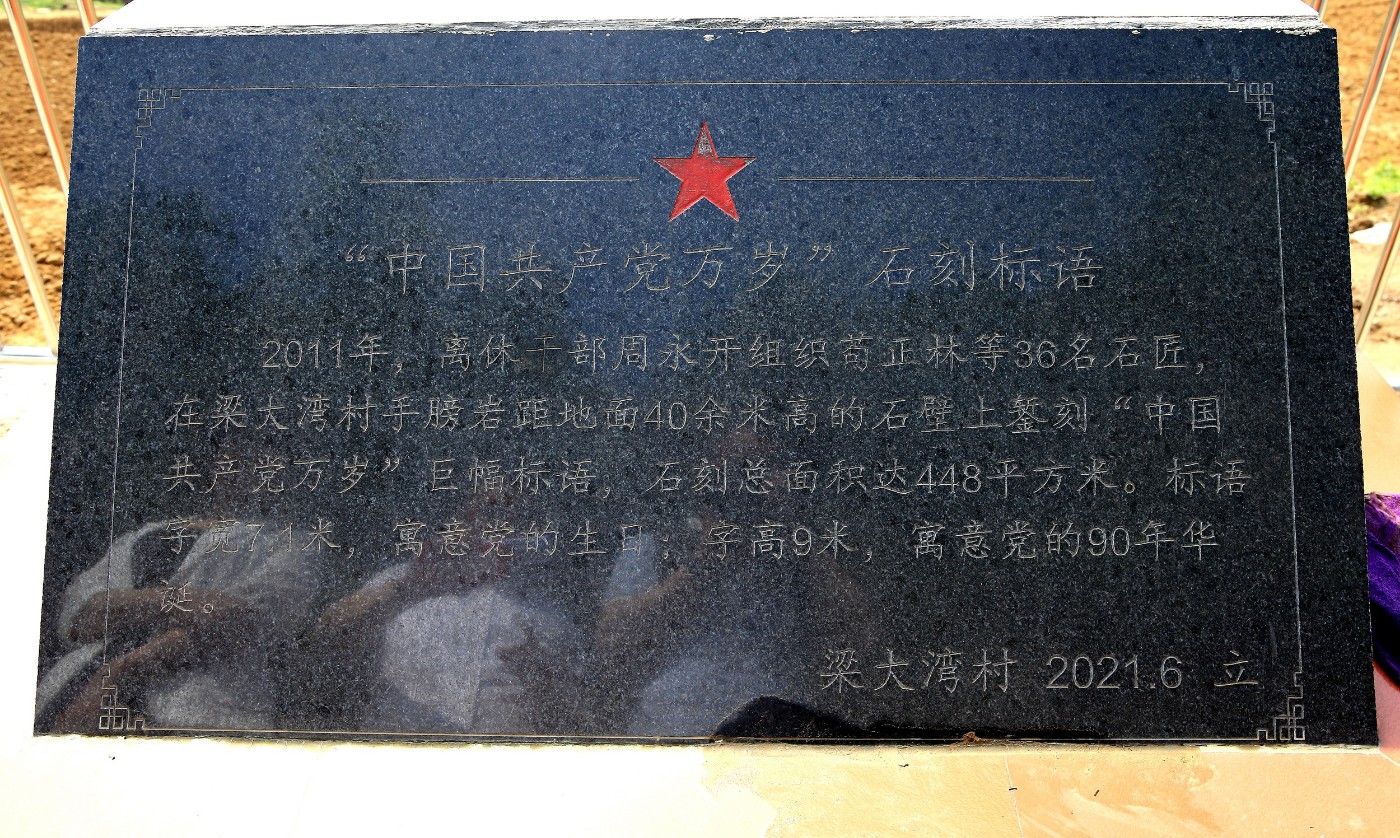 “中国共产党万岁”石刻标语
2011年，离休干部周永开组织苟正林等36名石匠，
在梁大湾村手膀岩距地面40余米高的石壁上錾刻“中国
共产党万岁”巨幅标语，石刻总面积达448平方米。标语
字宽7.1米，寓意党的生日；字高9米，寓意党的90年华
诞。
梁大湾村 2021.6 立